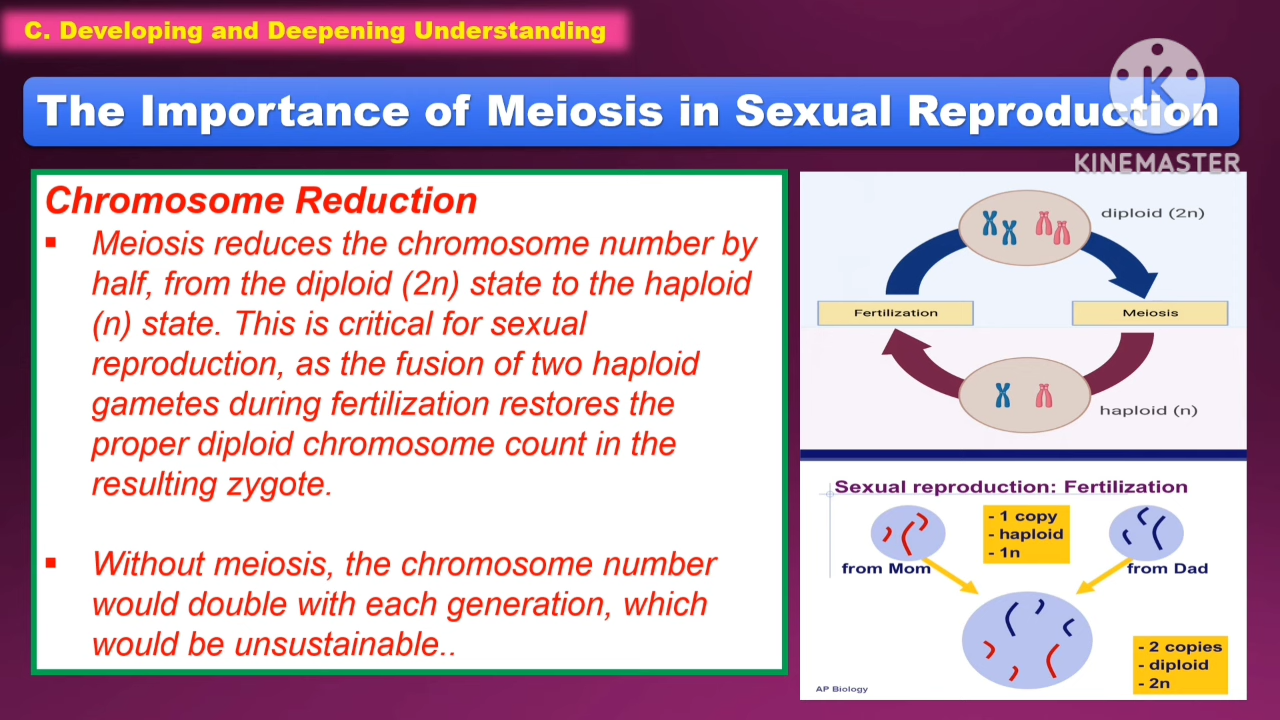 C. Developing and Deepening Understanding
The Importance of Meiosis in Sexual Reproduction
K
KINEMASTER
Chromosome Reduction
▪ Meiosis reduces the chromosome number by
half, from the diploid (2n) state to the haploid
(n) state. This is critical for sexual
reproduction, as the fusion of two haploid
gametes during fertilization restores the
proper diploid chromosome count in the
resulting zygote.
▪ Without meiosis, the chromosome number
would double with each generation, which
would be unsustainable..
diploid (2n)
Fertilization
Meiosis
haploid (n)
Sexual reproduction: Fertilization
- 1 copy
- haploid
- 1n
from Mom
from Dad
- 2 copies
- diploid
- 2n
AP Biology